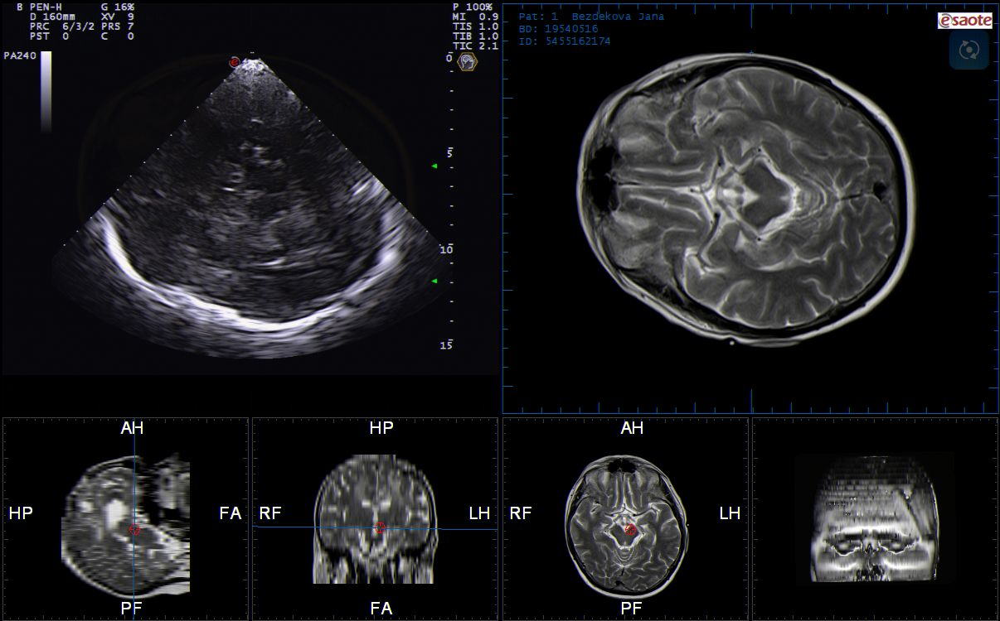 B PEN-H G 16%
D 160mm XV 9
PRC 6/3/2 PRS 7
PST 0 C 0
P 100%
MI 0.9
TIS 1.0
TIB 1.0
TIC 2.1
PA240
0
5
10
15
Pat: 1 Bezdekova Jana
BD: 19540516
ID: 5455162174
esaote
AH
HP
FA
PF
HP
RF
LH
FA
AH
RF
LH
PF